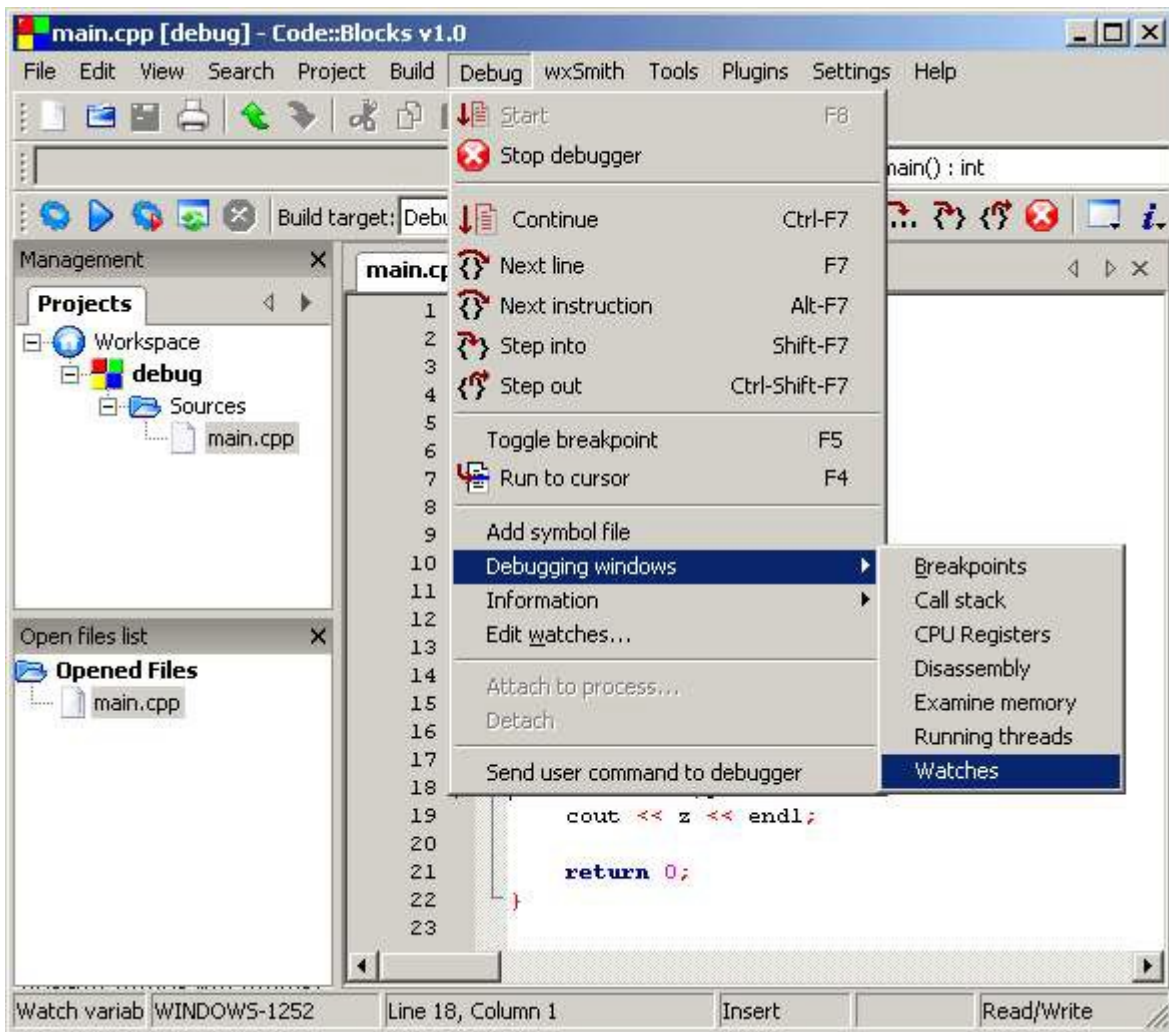 main.cpp [debug] - Code::Blocks v1.0
File Edit View Search Project Build Debug wxSmith Tools Plugins Settings Help
Start F8
Stop debugger
main() : int
Build target: Debu
Continue Ctrl-F7
Management
main.cp
Next line F7
Projects
Next instruction Alt-F7
Workspace
Step into Shift-F7
debug
Step out Ctrl-Shift-F7
Sources
main.cpp
Toggle breakpoint F5
Run to cursor F4
Add symbol file
Debugging windows
Information
Edit watches...
Attach to process...
Detach
Send user command to debugger
Breakpoints
Call stack
CPU Registers
Disassembly
Examine memory
Running threads
Watches
Open files list
Opened Files
main.cpp
1
2
3
4
5
6
7
8
9
10
11
12
13
14
15
16
17
18
19 cout << z << endl;
20
21 return 0;
22 }
23
Watch variab WINDOWS-1252 Line 18, Column 1 Insert Read/Write